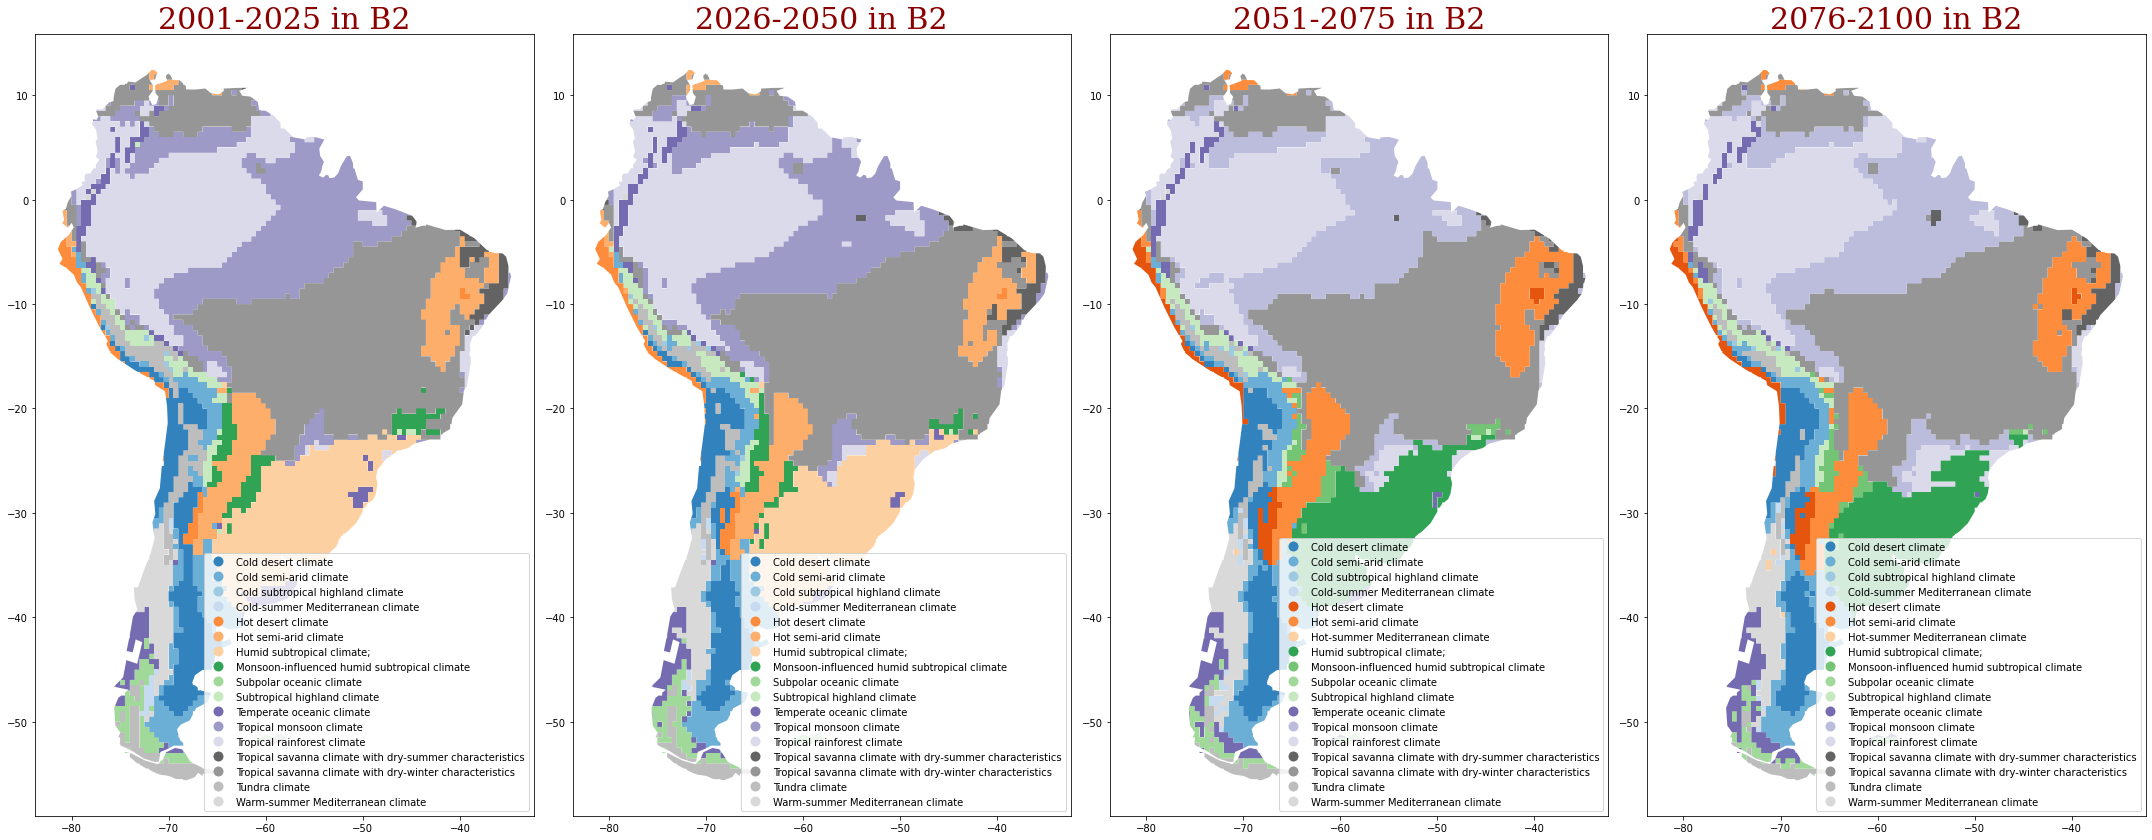 2001-2025 in B2
10
0
−10
−20
−30
−40
−50
−80
−70
−60
−50
−40
Cold desert climate
Cold semi-arid climate
Cold subtropical highland climate
Cold-summer Mediterranean climate
Hot desert climate
Hot semi-arid climate
Humid subtropical climate;
Monsoon-influenced humid subtropical climate
Subpolar oceanic climate
Subtropical highland climate
Temperate oceanic climate
Tropical monsoon climate
Tropical rainforest climate
Tropical savanna climate with dry-summer characteristics
Tropical savanna climate with dry-winter characteristics
Tundra climate
Warm-summer Mediterranean climate
2026-2050 in B2
10
0
−10
−20
−30
−40
−50
−80
−70
−60
−50
−40
Cold desert climate
Cold semi-arid climate
Cold subtropical highland climate
Cold-summer Mediterranean climate
Hot desert climate
Hot semi-arid climate
Humid subtropical climate;
Monsoon-influenced humid subtropical climate
Subpolar oceanic climate
Subtropical highland climate
Temperate oceanic climate
Tropical monsoon climate
Tropical rainforest climate
Tropical savanna climate with dry-summer characteristics
Tropical savanna climate with dry-winter characteristics
Tundra climate
Warm-summer Mediterranean climate
2051-2075 in B2
10
0
−10
−20
−30
−40
−50
−80
−70
−60
−50
−40
Cold desert climate
Cold semi-arid climate
Cold subtropical highland climate
Cold-summer Mediterranean climate
Hot desert climate
Hot semi-arid climate
Hot-summer Mediterranean climate
Humid subtropical climate;
Monsoon-influenced humid subtropical climate
Subpolar oceanic climate
Subtropical highland climate
Temperate oceanic climate
Tropical monsoon climate
Tropical rainforest climate
Tropical savanna climate with dry-summer characteristics
Tropical savanna climate with dry-winter characteristics
Tundra climate
Warm-summer Mediterranean climate
2076-2100 in B2
10
0
−10
−20
−30
−40
−50
−80
−70
−60
−50
−40
Cold desert climate
Cold semi-arid climate
Cold subtropical highland climate
Cold-summer Mediterranean climate
Hot desert climate
Hot semi-arid climate
Hot-summer Mediterranean climate
Humid subtropical climate;
Monsoon-influenced humid subtropical climate
Subpolar oceanic climate
Subtropical highland climate
Temperate oceanic climate
Tropical monsoon climate
Tropical rainforest climate
Tropical savanna climate with dry-summer characteristics
Tropical savanna climate with dry-winter characteristics
Tundra climate
Warm-summer Mediterranean climate